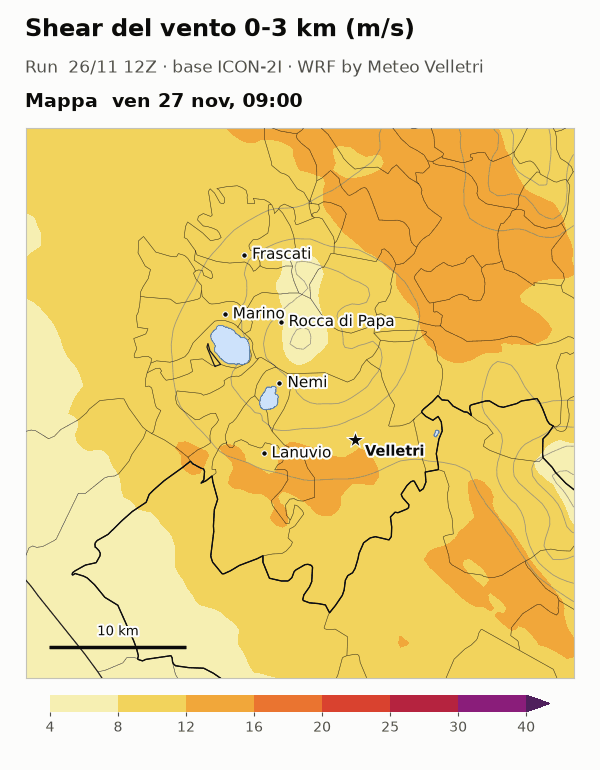 Shear del vento 0-3 km (m/s)
Run  26/11 12Z · base ICON-2I · WRF by Meteo Velletri
Mappa  ven 27 nov, 09:00
Frascati
Marino
Rocca di Papa
Nemi
Velletri
Lanuvio
10 km
4 8 12 16 20 25 30 40